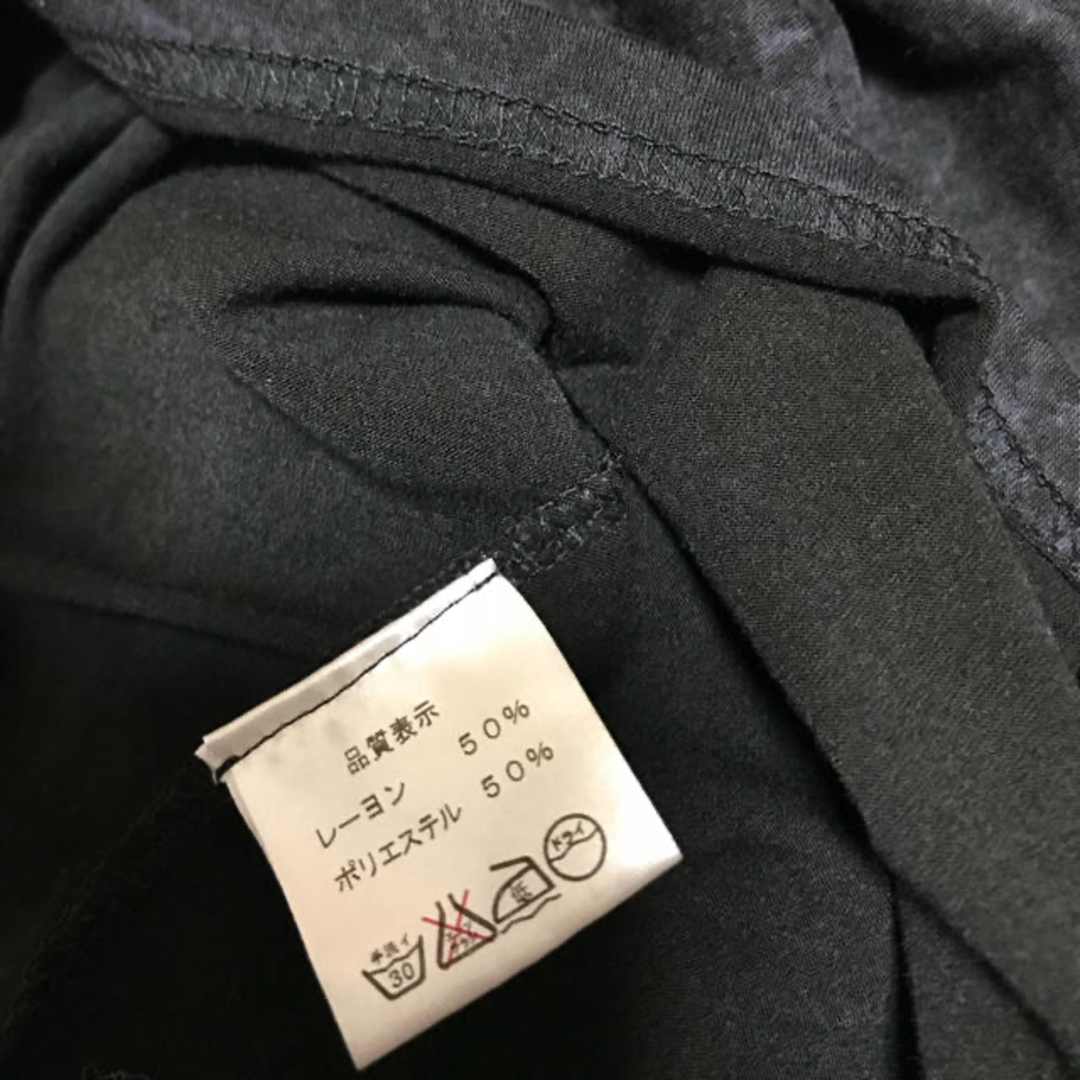 品質表示
レーヨン 50%
ポリエステル 50%
手洗イ
30
低
ドライ